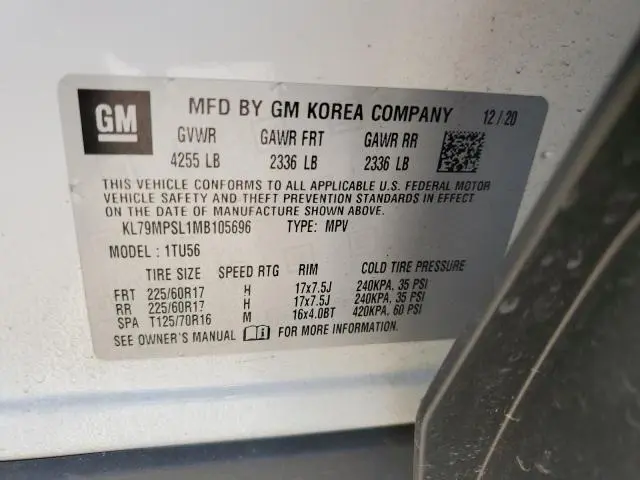 GM MFD BY GM KOREA COMPANY 12/20
GVWR GAWR FRT GAWR RR
4255 LB 2336 LB 2336 LB
THIS VEHICLE CONFORMS TO ALL APPLICABLE U.S. FEDERAL MOTOR
VEHICLE SAFETY AND THEFT PREVENTION STANDARDS IN EFFECT
ON THE DATE OF MANUFACTURE SHOWN ABOVE.
KL79MPSL1MB105696 TYPE: MPV
MODEL: 1TU56
TIRE SIZE SPEED RTG RIM COLD TIRE PRESSURE
FRT 225/60R17 H 17x7.5J 240KPA, 35 PSI
RR 225/60R17 H 17x7.5J 240KPA, 35 PSI
SPA T125/70R16 M 16x4.0BT 420KPA, 60 PSI
SEE OWNER'S MANUAL FOR MORE INFORMATION.